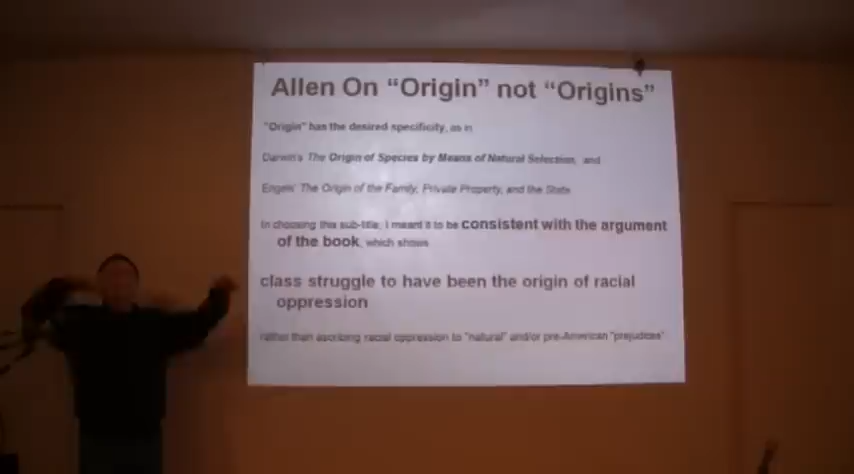 Allen On “Origin” not “Origins”
"Origin" has the desired specificity, as in
Darwin's The Origin of Species by Means of Natural Selection, and
Engels' The Origin of the Family, Private Property, and the State
In choosing this sub-title, I meant it to be consistent with the argument
of the book, which shows
class struggle to have been the origin of racial
oppression
rather than ascribing racial oppression to "natural" and/or pre-American "prejudices"